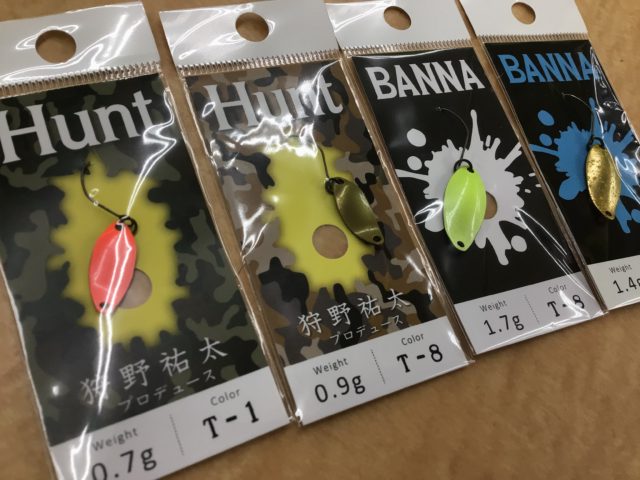 Hunt
狩野祐太
プロデュース
Weight
0.7g
Color
T-1
Hunt
狩野祐太
プロデュース
Weight
0.9g
Color
T-8
BANNA
Weight
1.7g
Color
T-8
BANNA
Weight
1.4g